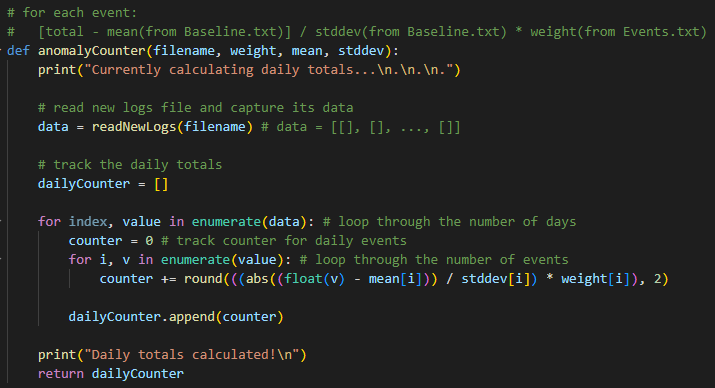 # for each event:
#   [total - mean(from Baseline.txt)] / stddev(from Baseline.txt) * weight(from Events.txt)
def anomalyCounter(filename, weight, mean, stddev):
    print("Currently calculating daily totals...\n.\n.\n.")

    # read new logs file and capture its data
    data = readNewLogs(filename) # data = [[], [], ..., []]

    # track the daily totals
    dailyCounter = []

    for index, value in enumerate(data): # loop through the number of days
        counter = 0 # track counter for daily events
        for i, v in enumerate(value): # loop through the number of events
            counter += round(((abs((float(v) - mean[i])) / stddev[i]) * weight[i]), 2)

        dailyCounter.append(counter)

    print("Daily totals calculated!\n")
    return dailyCounter